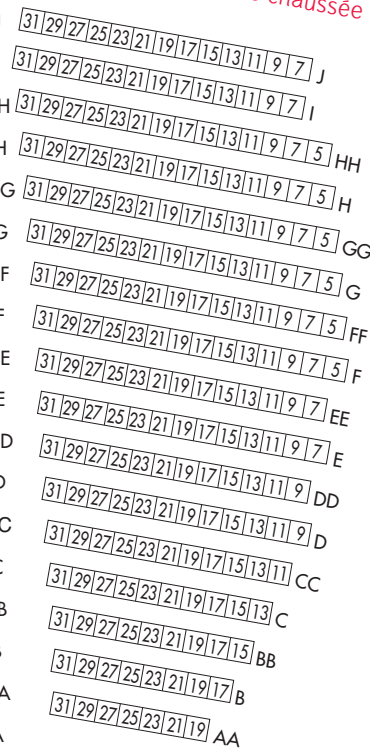 chaussée
31 29 27 25 23 21 19 17 15 13 11 9 7 J
31 29 27 25 23 21 19 17 15 13 11 9 7 I
H 31 29 27 25 23 21 19 17 15 13 11 9 7 5 HH
H 31 29 27 25 23 21 19 17 15 13 11 9 7 5 H
G 31 29 27 25 23 21 19 17 15 13 11 9 7 5 GG
G 31 29 27 25 23 21 19 17 15 13 11 9 7 5 G
F 31 29 27 25 23 21 19 17 15 13 11 9 7 5 FF
F 31 29 27 25 23 21 19 17 15 13 11 9 7 5 F
E 31 29 27 25 23 21 19 17 15 13 11 9 7 EE
E 31 29 27 25 23 21 19 17 15 13 11 9 7 E
D 31 29 27 25 23 21 19 17 15 13 11 9 DD
D 31 29 27 25 23 21 19 17 15 13 11 9 D
C 31 29 27 25 23 21 19 17 15 13 11 CC
C 31 29 27 25 23 21 19 17 15 13 C
B 31 29 27 25 23 21 19 17 15 BB
B 31 29 27 25 23 21 19 17 B
A 31 29 27 25 23 21 19 AA
A